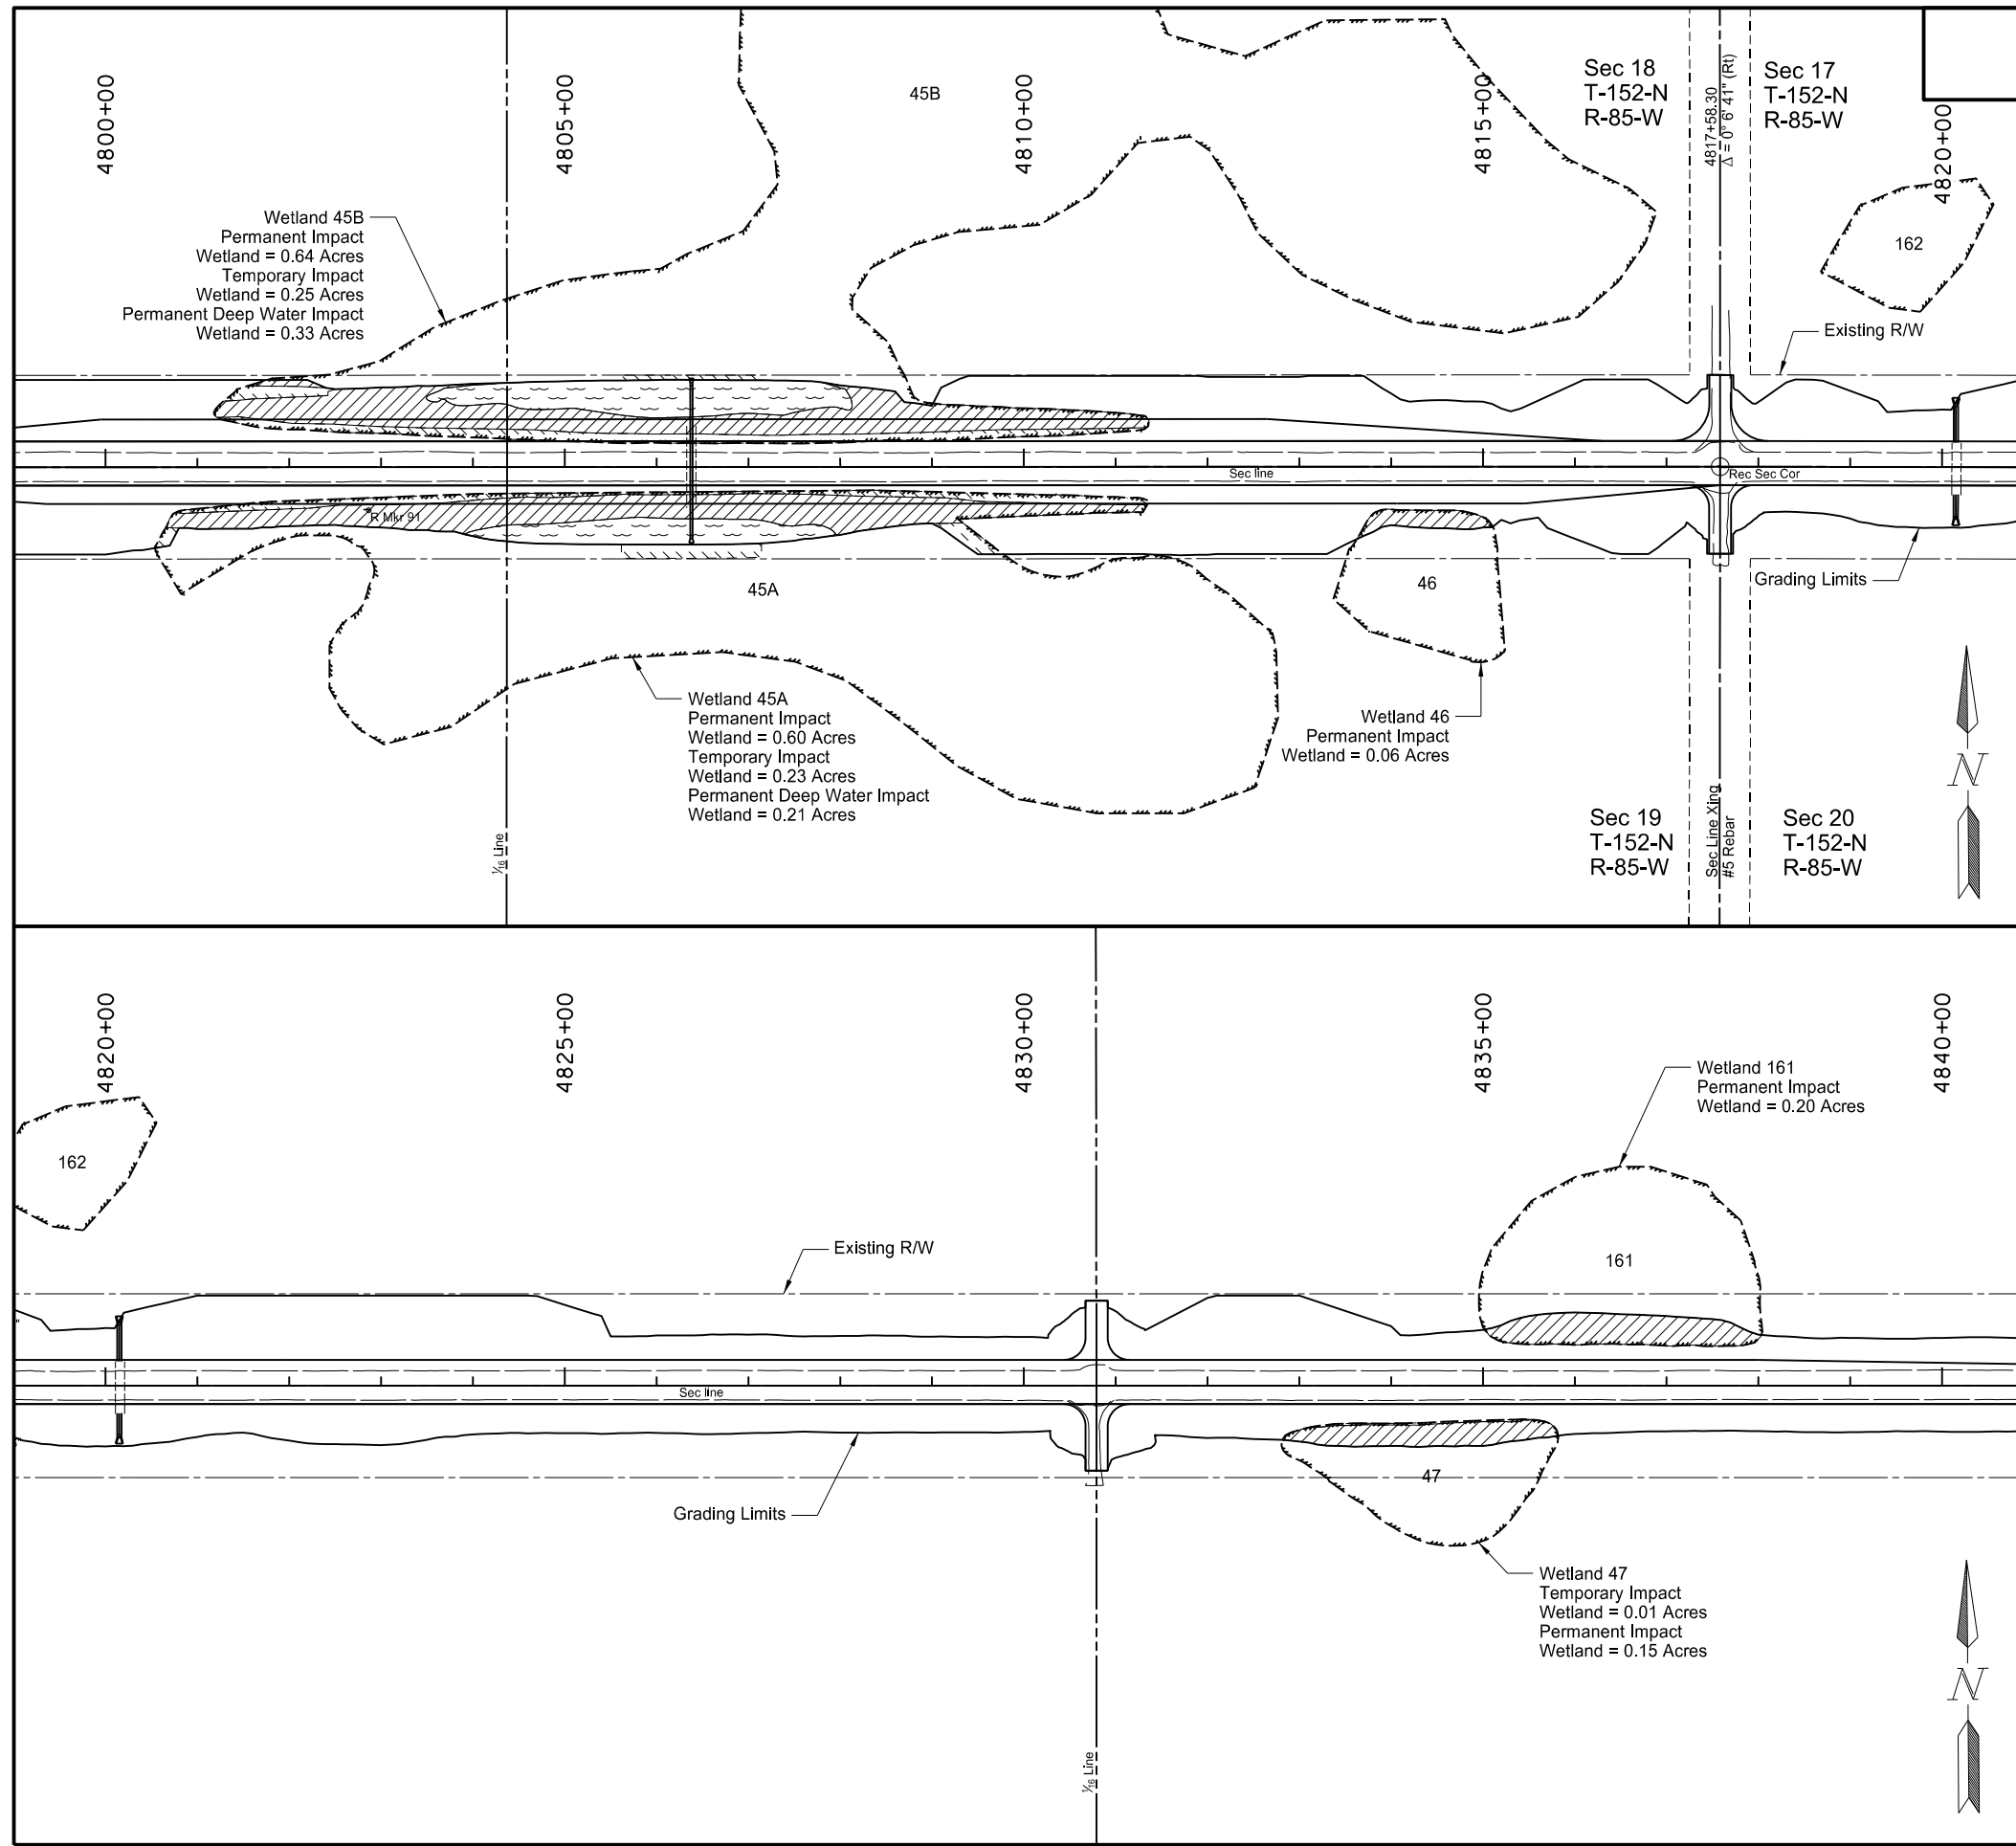 4800+00
4805+00
45B
4810+00
4815+00
Sec 18
T-152-N
R-85-W
4817+58.30
Δ = 0° 6' 41" (Rt)
Sec 17
T-152-N
R-85-W
4820+00
162
Wetland 45B
Permanent Impact
Wetland = 0.64 Acres
Temporary Impact
Wetland = 0.25 Acres
Permanent Deep Water Impact
Wetland = 0.33 Acres
Existing R/W
Sec line
Rec Sec Cor
R Mkr 91
45A
46
Grading Limits
Wetland 45A
Permanent Impact
Wetland = 0.60 Acres
Temporary Impact
Wetland = 0.23 Acres
Permanent Deep Water Impact
Wetland = 0.21 Acres
Wetland 46
Permanent Impact
Wetland = 0.06 Acres
1/16 Line
Sec 19
T-152-N
R-85-W
Sec Line Xing
#5 Rebar
Sec 20
T-152-N
R-85-W
N
4820+00
4825+00
4830+00
4835+00
4840+00
Wetland 161
Permanent Impact
Wetland = 0.20 Acres
162
Existing R/W
161
Sec line
47
Grading Limits
Wetland 47
Temporary Impact
Wetland = 0.01 Acres
Permanent Impact
Wetland = 0.15 Acres
1/16 Line
N